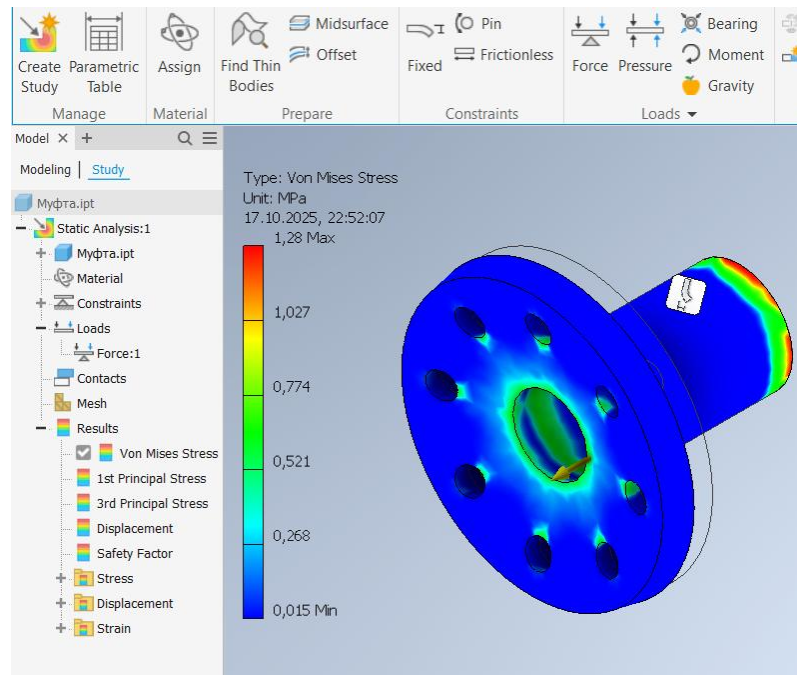 Midsurface
Pin
Bearing
Offset
Frictionless
Moment
Create
Study
Parametric
Table
Assign
Find Thin
Bodies
Fixed
Force
Pressure
Gravity
Manage
Material
Prepare
Constraints
Loads
Model
Modeling
Study
Муфта.ipt
Static Analysis:1
Муфта.ipt
Material
Constraints
Loads
Force:1
Contacts
Mesh
Results
Von Mises Stress
1st Principal Stress
3rd Principal Stress
Displacement
Safety Factor
Stress
Displacement
Strain
Type: Von Mises Stress
Unit: MPa
17.10.2025, 22:52:07
1,28 Max
1,027
0,774
0,521
0,268
0,015 Min